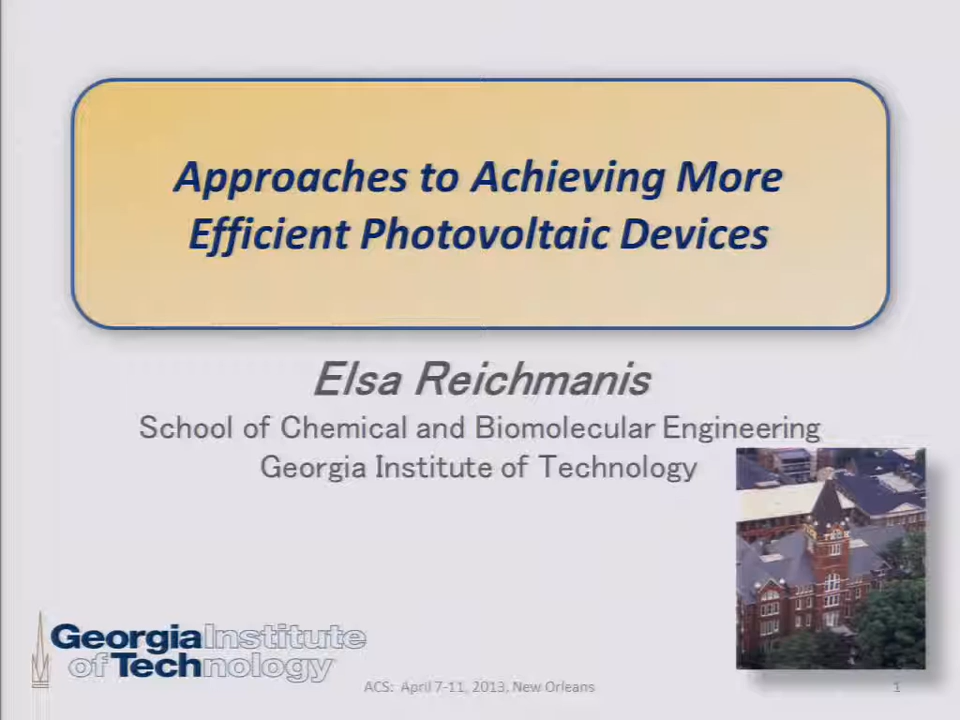 Approaches to Achieving More
Efficient Photovoltaic Devices
Elsa Reichmanis
School of Chemical and Biomolecular Engineering
Georgia Institute of Technology
Georgia Institute
of Technology
TECH
ACS: April 7-11, 2013, New Orleans
1